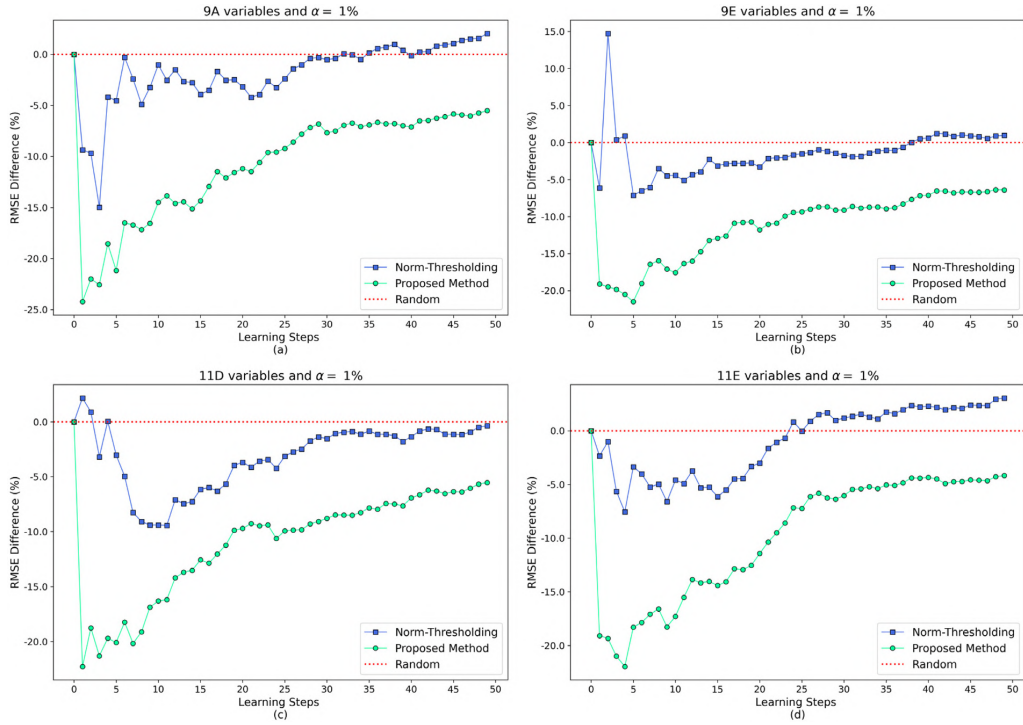 9A variables and α = 1%
RMSE Difference (%)
0.0
-5.0
-10.0
-15.0
-20.0
-25.0
Norm-Thresholding
Proposed Method
Random
0 5 10 15 20 25 30 35 40 45 50
Learning Steps
(a)
9E variables and α = 1%
RMSE Difference (%)
15.0
10.0
5.0
0.0
-5.0
-10.0
-15.0
-20.0
Norm-Thresholding
Proposed Method
Random
0 5 10 15 20 25 30 35 40 45 50
Learning Steps
(b)
11D variables and α = 1%
RMSE Difference (%)
0.0
-5.0
-10.0
-15.0
-20.0
Norm-Thresholding
Proposed Method
Random
0 5 10 15 20 25 30 35 40 45 50
Learning Steps
(c)
11E variables and α = 1%
RMSE Difference (%)
0.0
-5.0
-10.0
-15.0
-20.0
Norm-Thresholding
Proposed Method
Random
0 5 10 15 20 25 30 35 40 45 50
Learning Steps
(d)